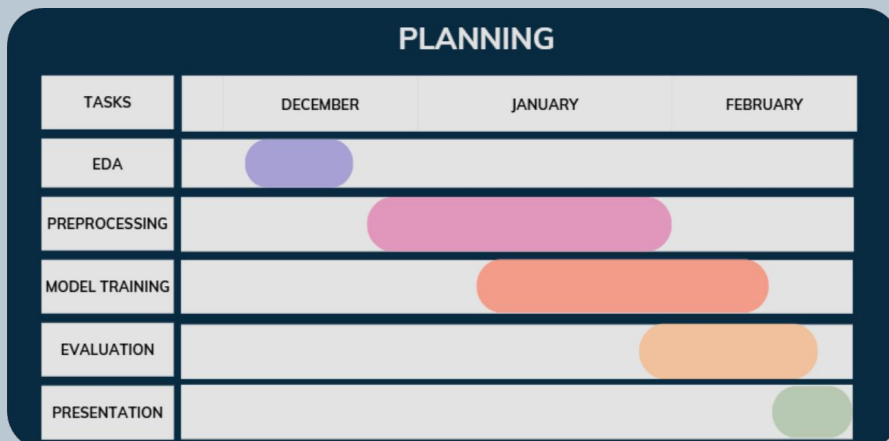 PLANNING
TASKS DECEMBER JANUARY FEBRUARY
EDA
PREPROCESSING
MODEL TRAINING
EVALUATION
PRESENTATION